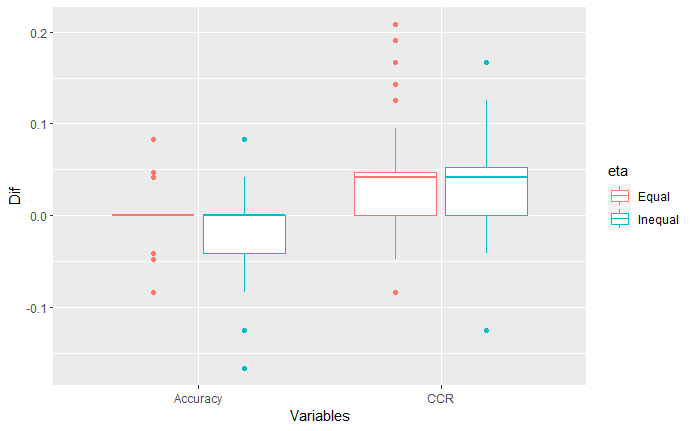 0.2
0.1
0.0
-0.1
Dif
Accuracy
CCR
Variables
eta
Equal
Inequal